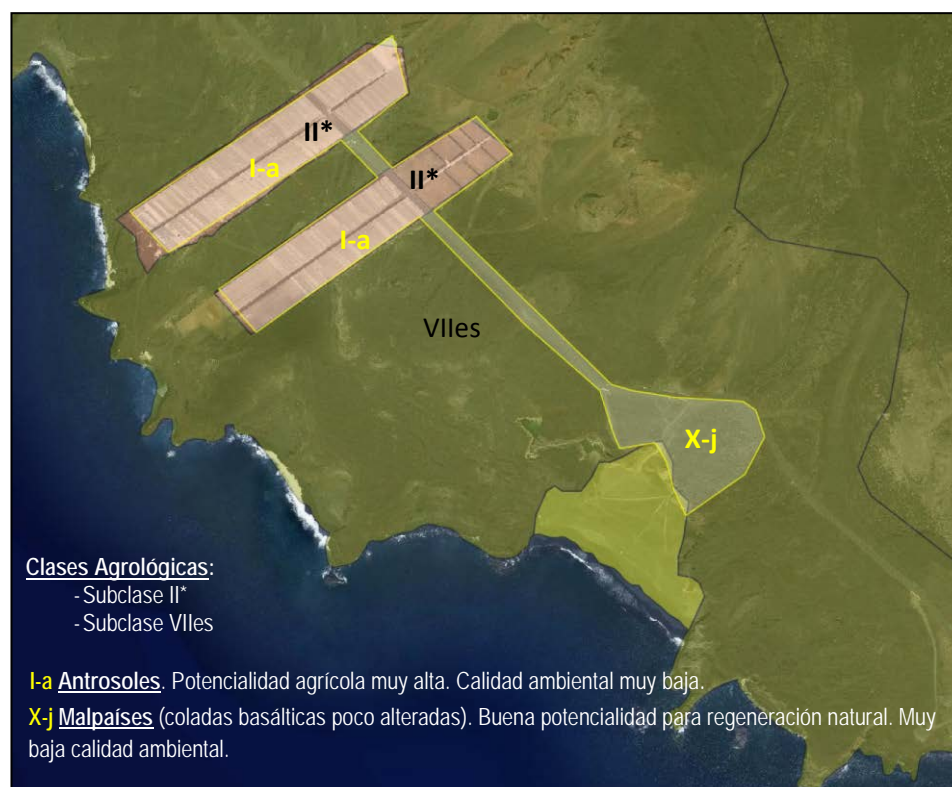 II*
I-a
II*
I-a
VIIes
X-j
Clases Agrológicas:
- Subclase II*
- Subclase VIIes
I-a Antrosoles. Potencialidad agrícola muy alta. Calidad ambiental muy baja.
X-j Malpaíses (coladas basálticas poco alteradas). Buena potencialidad para regeneración natural. Muy
baja calidad ambiental.